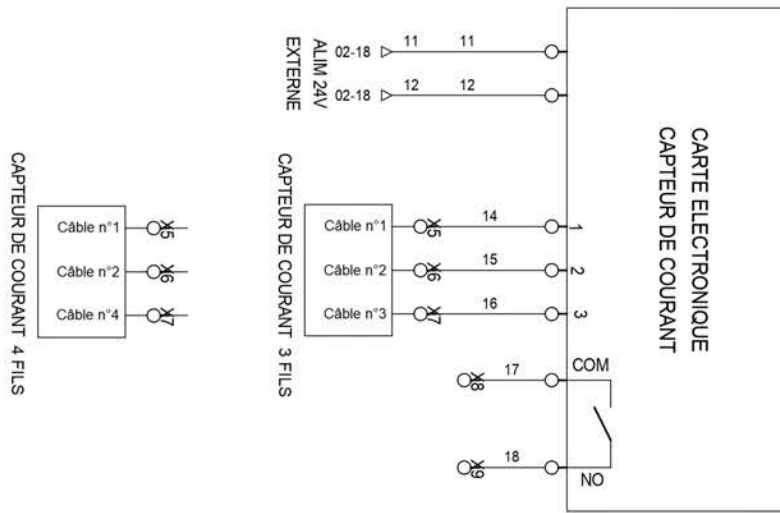 ALIM 24V
EXTERNE
02-18
11
11
02-18
12
12
CARTE ELECTRONIQUE
CAPTEUR DE COURANT
CAPTEUR DE COURANT 4 FILS
Câble n°1
X5
Câble n°2
X6
Câble n°4
X7
CAPTEUR DE COURANT 3 FILS
Câble n°1
X5
14
1
Câble n°2
X6
15
2
Câble n°3
X7
16
3
X8
17
COM
X9
18
NO